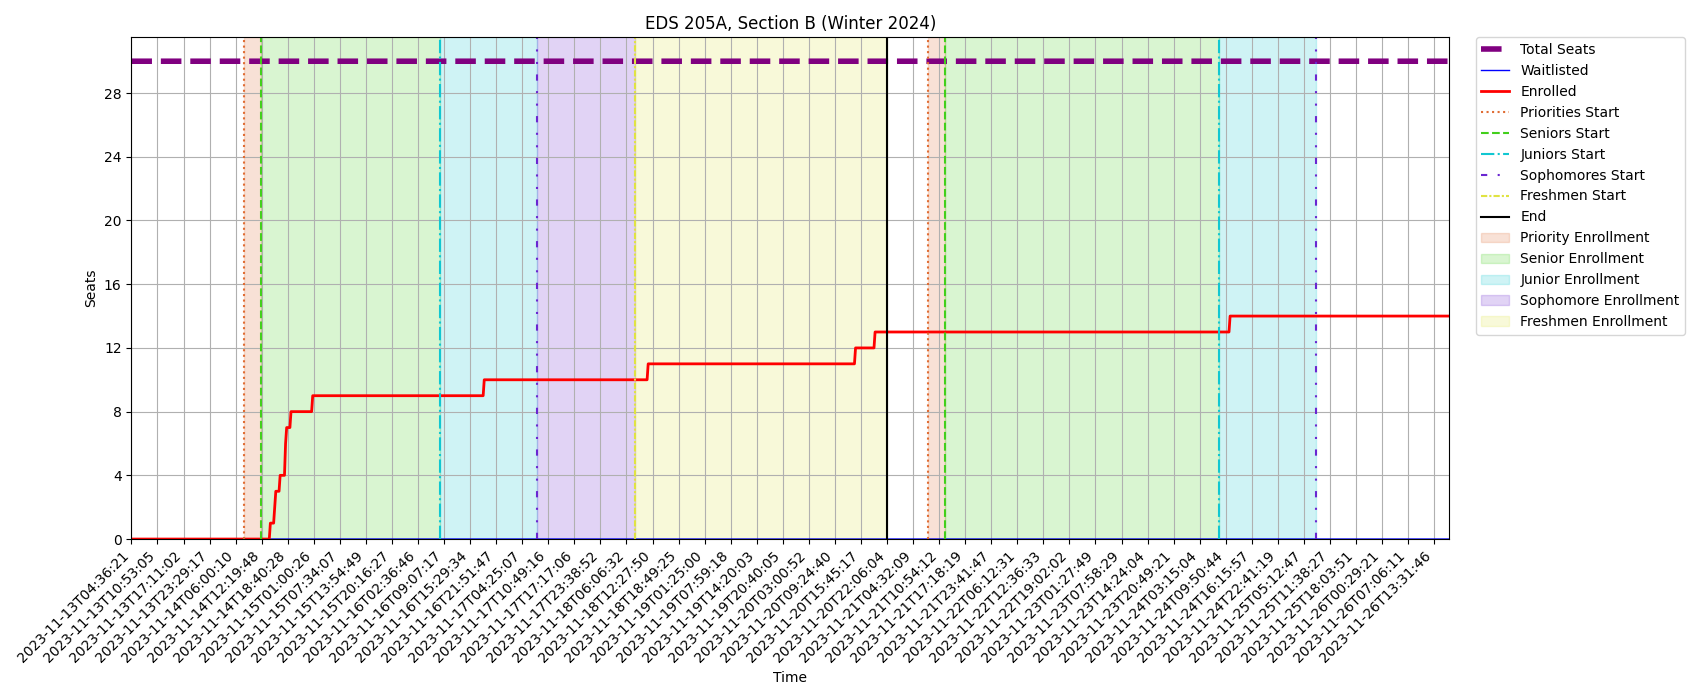 EDS 205A, Section B (Winter 2024)
Seats
28
24
20
16
12
8
4
0
2023-11-13T04:36:21
2023-11-13T10:53:05
2023-11-13T17:11:02
2023-11-13T23:29:17
2023-11-14T06:00:16
2023-11-14T12:19:48
2023-11-14T18:40:28
2023-11-15T01:00:26
2023-11-15T07:34:07
2023-11-15T13:54:49
2023-11-15T20:16:27
2023-11-16T02:36:46
2023-11-16T09:07:17
2023-11-16T15:29:34
2023-11-16T21:51:47
2023-11-17T04:25:07
2023-11-17T10:49:16
2023-11-17T17:17:06
2023-11-17T23:38:52
2023-11-18T06:06:32
2023-11-18T12:27:50
2023-11-18T18:49:25
2023-11-19T01:25:00
2023-11-19T07:59:18
2023-11-19T14:20:03
2023-11-19T20:40:05
2023-11-20T03:00:52
2023-11-20T09:24:40
2023-11-20T15:45:17
2023-11-20T22:06:04
2023-11-21T04:32:09
2023-11-21T10:54:12
2023-11-21T17:18:19
2023-11-21T23:41:47
2023-11-22T06:12:31
2023-11-22T12:36:33
2023-11-22T19:02:02
2023-11-23T01:27:49
2023-11-23T07:58:29
2023-11-23T14:24:04
2023-11-23T20:49:21
2023-11-24T03:15:04
2023-11-24T09:50:44
2023-11-24T16:15:57
2023-11-24T22:41:19
2023-11-25T05:12:47
2023-11-25T11:38:27
2023-11-25T18:03:51
2023-11-26T00:29:21
2023-11-26T07:06:11
2023-11-26T13:31:46
Time
Total Seats
Waitlisted
Enrolled
Priorities Start
Seniors Start
Juniors Start
Sophomores Start
Freshmen Start
End
Priority Enrollment
Senior Enrollment
Junior Enrollment
Sophomore Enrollment
Freshmen Enrollment